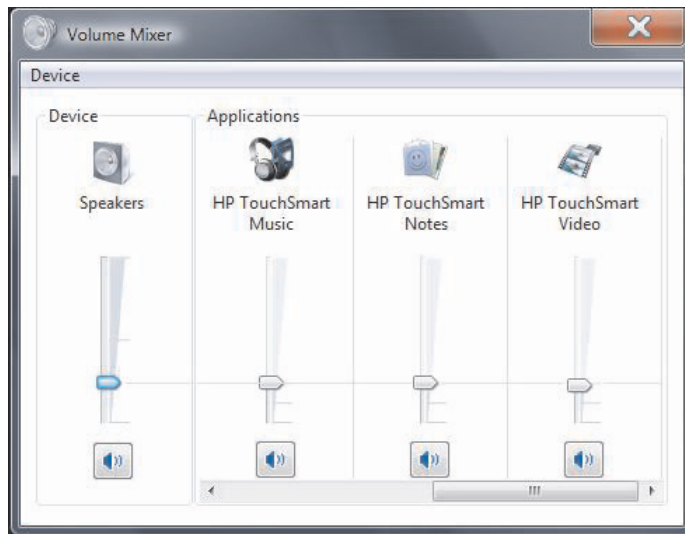 Volume Mixer
Device
Device
Applications
Speakers
HP TouchSmart
Music
HP TouchSmart
Notes
HP TouchSmart
Video